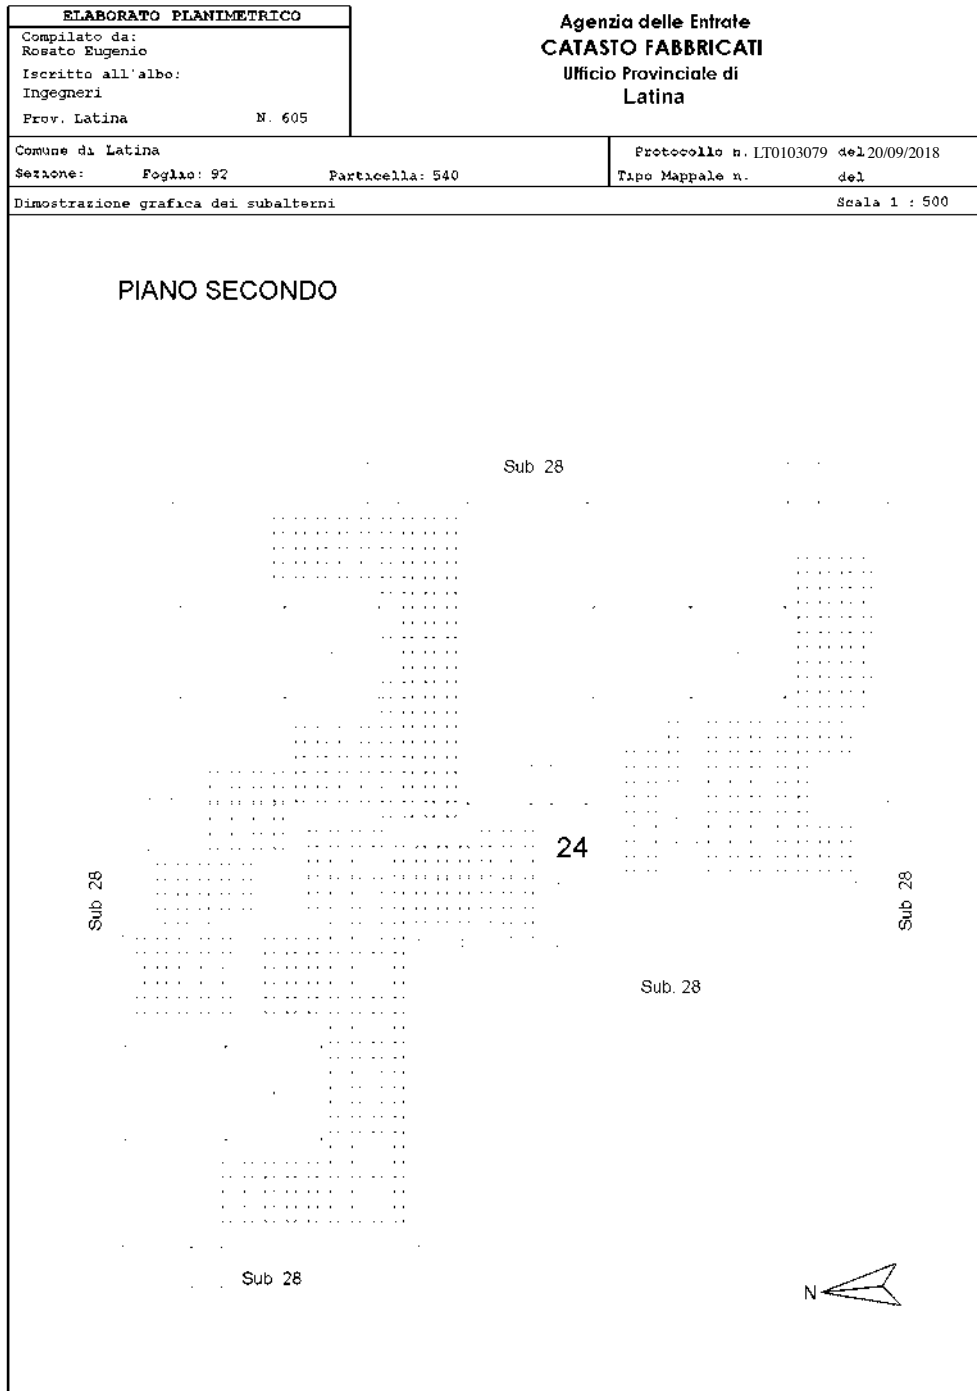 ELABORATO PLANIMETRICO
Compilato da:
Rosato Eugenio
Iscritto all'albo:
Ingegneri
Prov. Latina N. 605
Agenzia delle Entrate
CATASTO FABBRICATI
Ufficio Provinciale di
Latina
Comune di Latina
Protocollo n. LT0103079 del 20/09/2018
Sezione: Foglio: 92 Particella: 540
Tipo Mappale n. del
Dimostrazione grafica dei subalterni Scala 1 : 500
PIANO SECONDO
Sub 28
24
Sub 28
Sub 28
Sub. 28
Sub 28
N